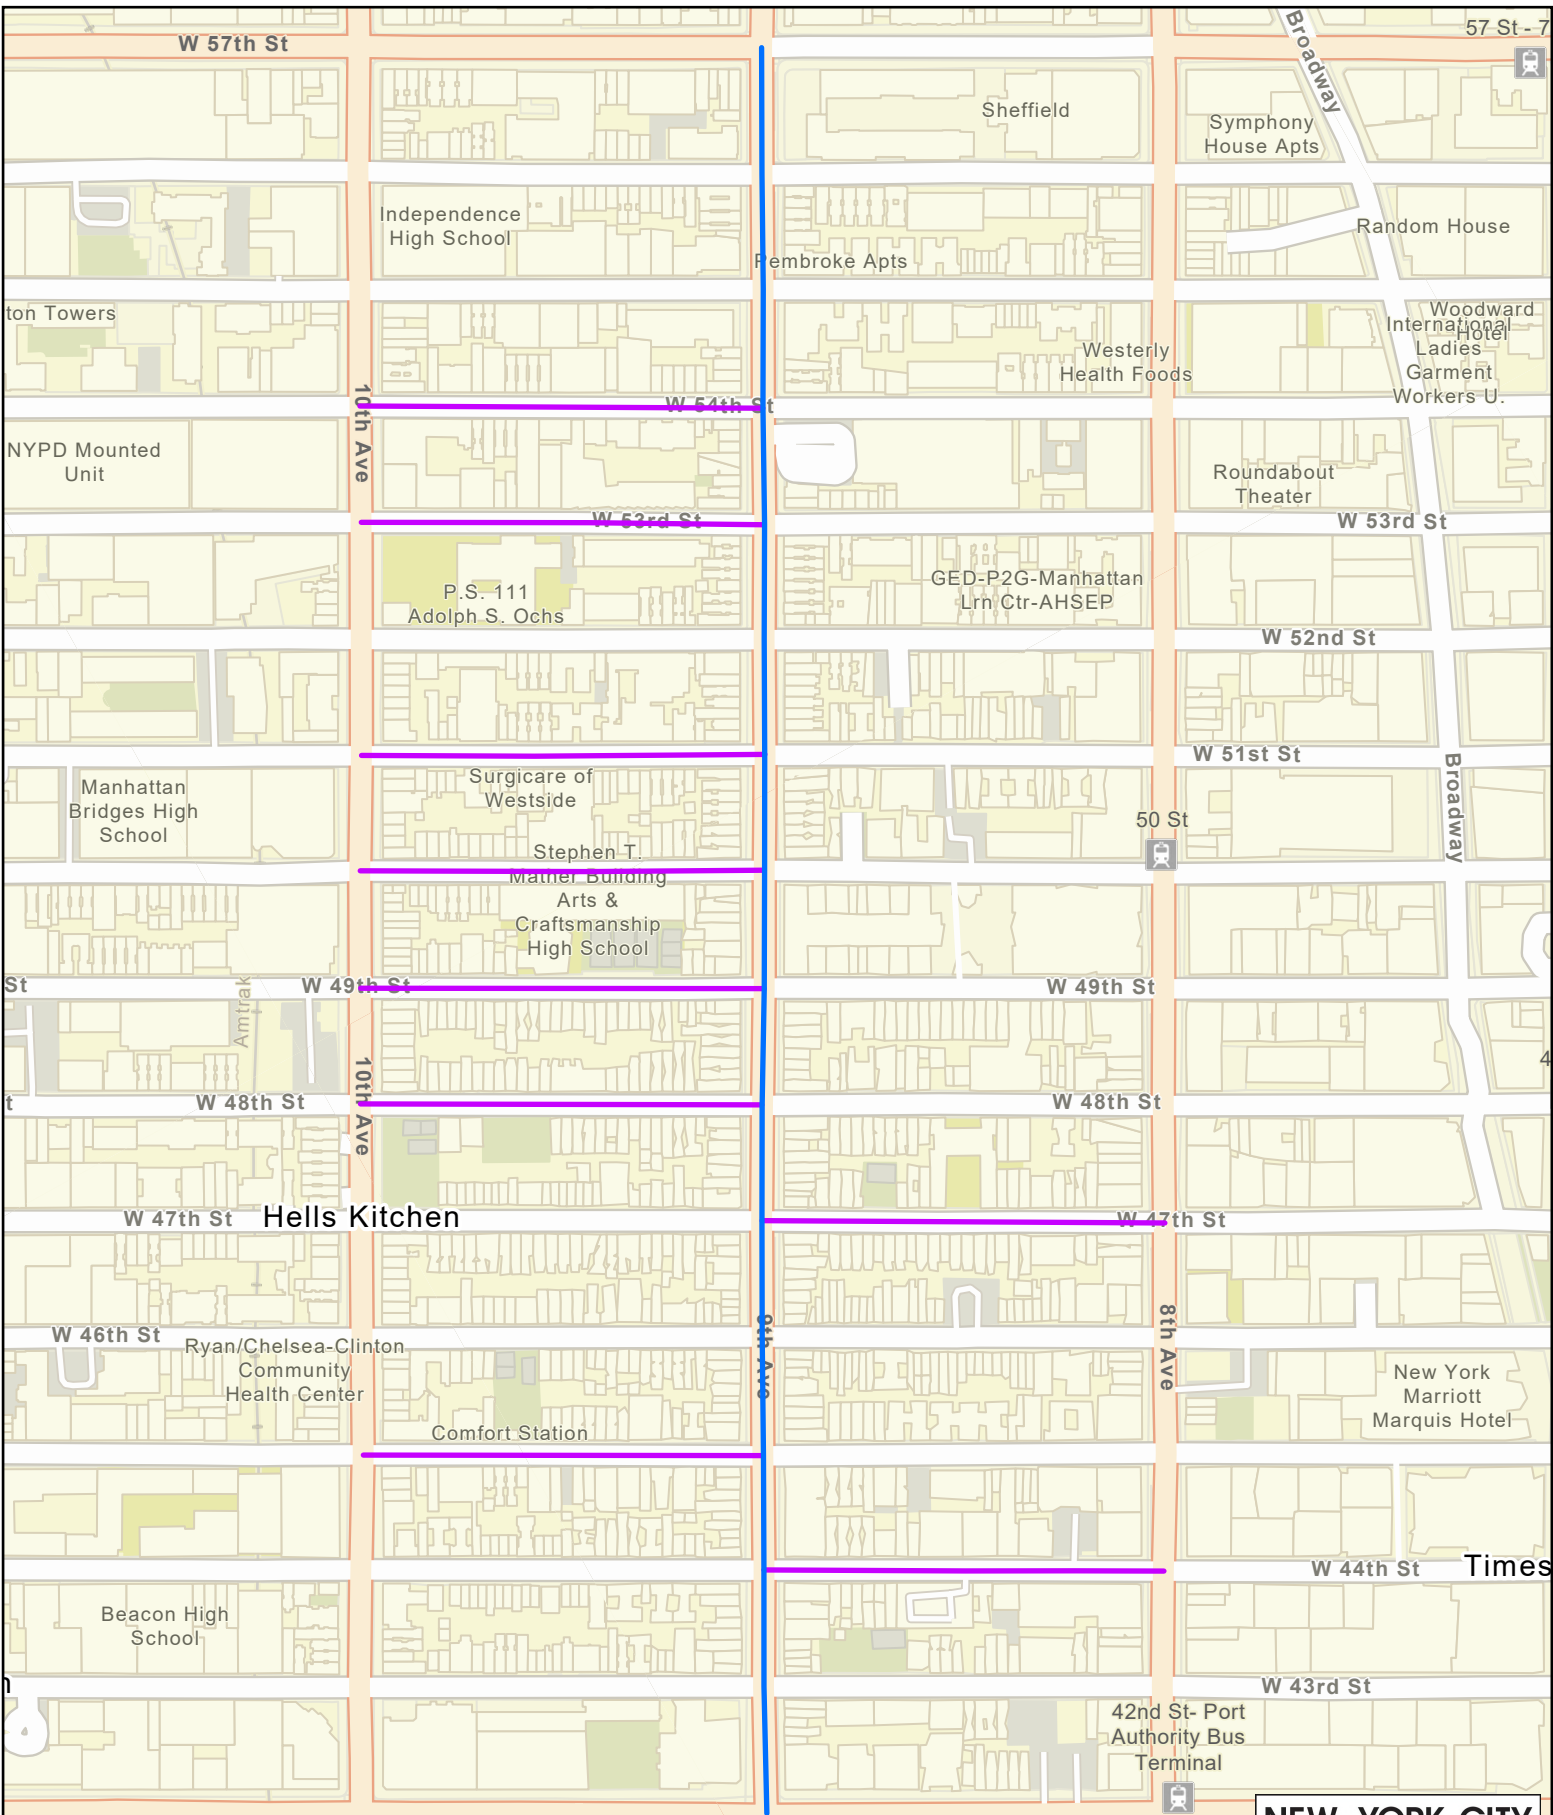 W 57th St
Broadway
57 St - 7
Sheffield
Symphony
House Apts
Independence
High School
Random House
Pembroke Apts
ton Towers
Woodward
Hotel
International
Ladies
Garment
Workers U.
Westerly
Health Foods
10th Ave
W 54th St
NYPD Mounted
Unit
Roundabout
Theater
W 53rd St
W 53rd St
P.S. 111
Adolph S. Ochs
GED-P2G-Manhattan
Lrn Ctr-AHSEP
W 52nd St
W 51st St
Broadway
Surgicare of
Westside
Manhattan
Bridges High
School
50 St
Stephen T.
Mather Building
Arts &
Craftsmanship
High School
St
W 49th St
W 49th St
Amtrak
4
10th Ave
t
W 48th St
W 48th St
W 47th St
Hells Kitchen
W 47th St
W 46th St
9th Ave
8th Ave
Ryan/Chelsea-Clinton
Community
Health Center
New York
Marriott
Marquis Hotel
Comfort Station
W 44th St
Times
Beacon High
School
n
W 43rd St
42nd St- Port
Authority Bus
Terminal
NEW YORK CITY